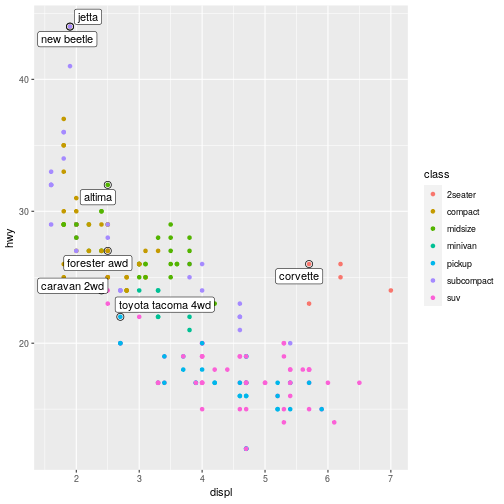 jetta
new beetle
altima
forester awd
caravan 2wd
toyota tacoma 4wd
corvette
40
30
20
hwy
2
3
4
5
6
7
displ
class
2seater
compact
midsize
minivan
pickup
subcompact
suv